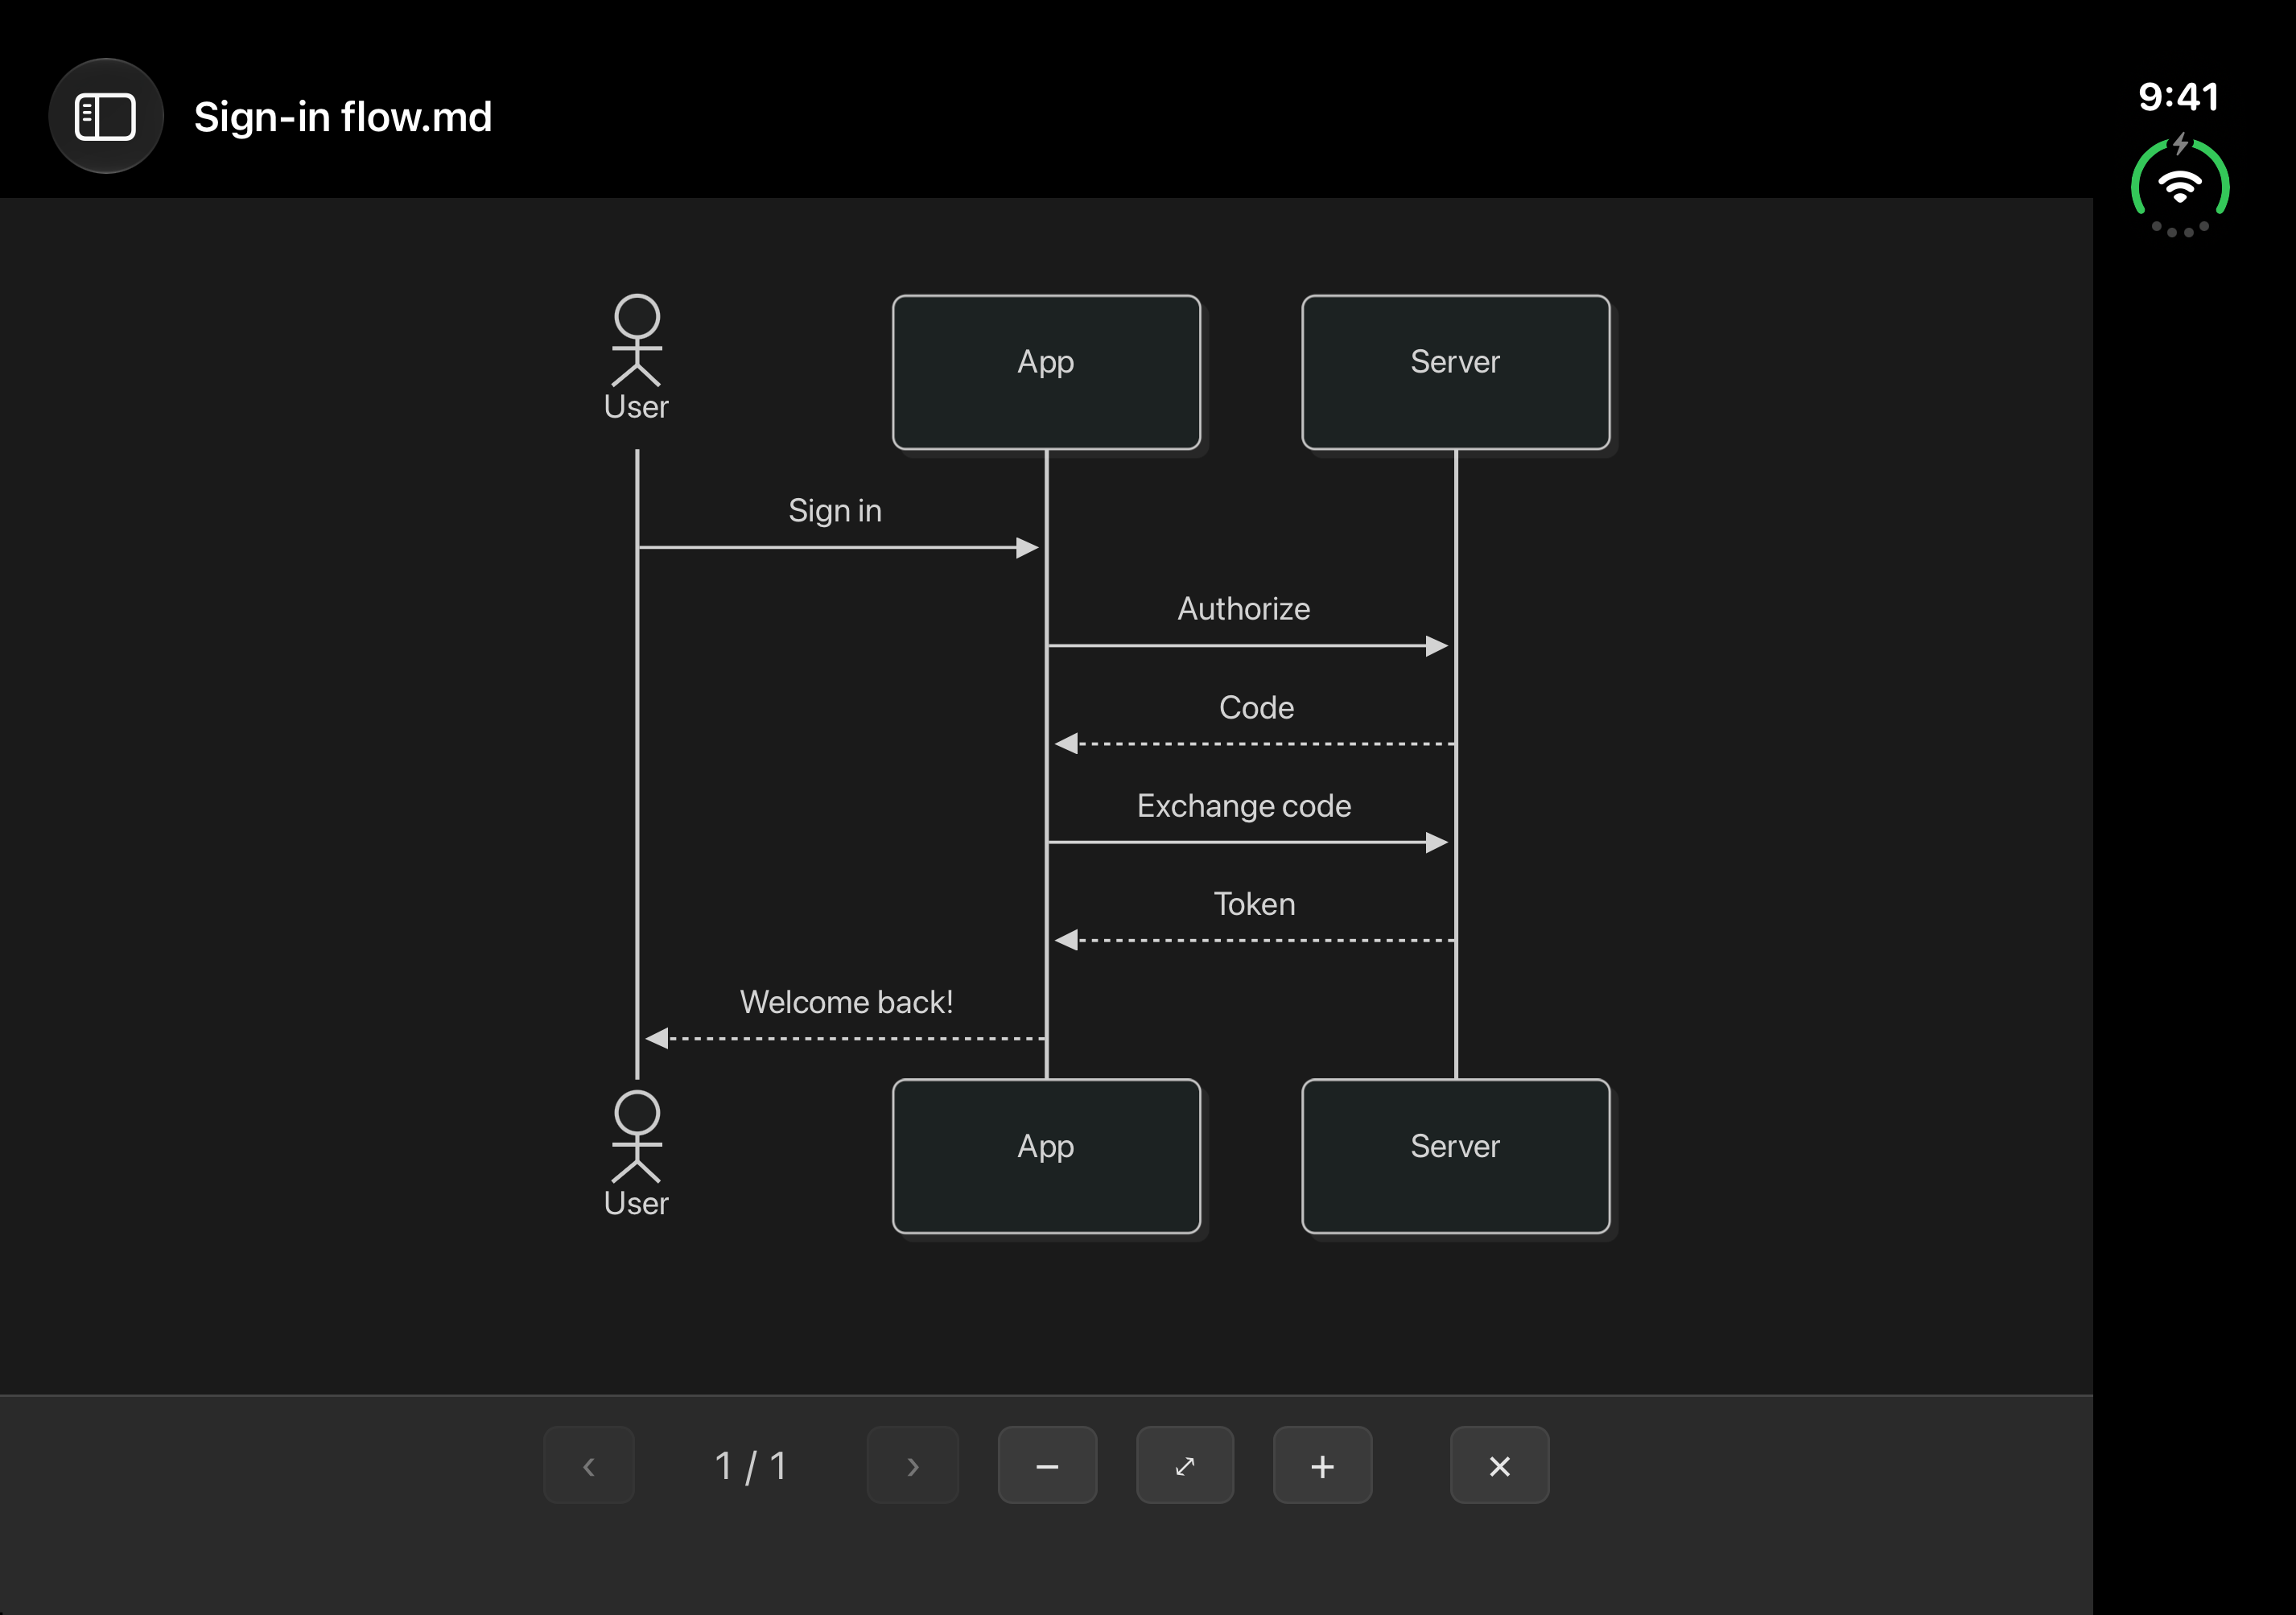 Sign-in flow.md
9:41
User
App
Server
Sign in
Authorize
Code
Exchange code
Token
Welcome back!
User
App
Server
1 / 1